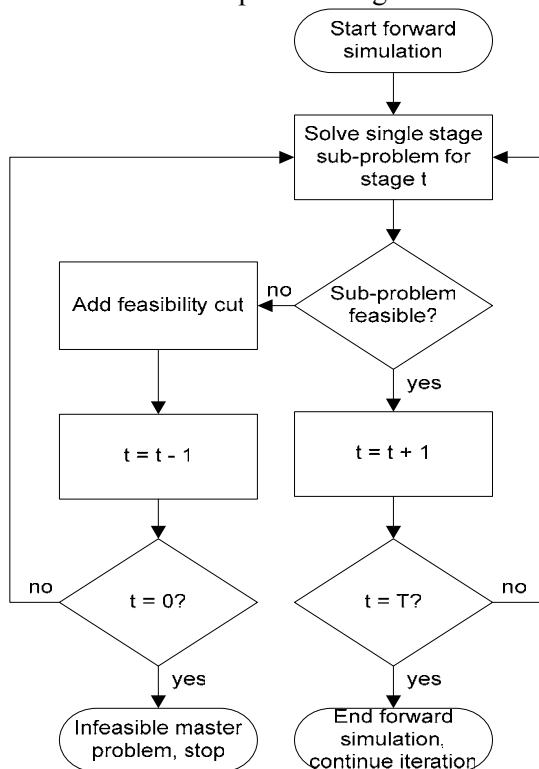 Start forward
simulation
Solve single stage
sub-problem for
stage t
Sub-problem
feasible?
no
Add feasibility cut
yes
t = t - 1
t = t + 1
t = 0?
no
t = T?
no
yes
yes
Infeasible master
problem, stop
End forward
simulation,
continue iteration